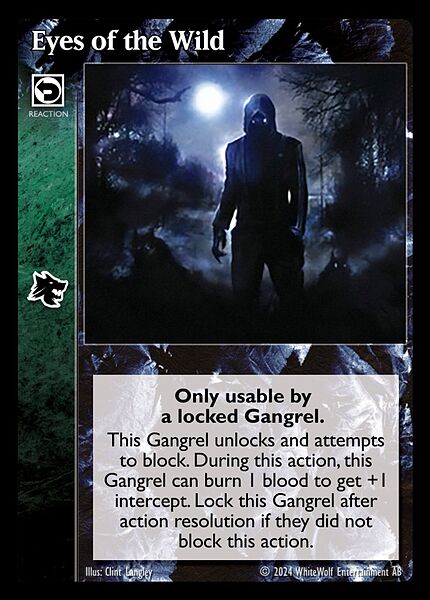 Eyes of the Wild
REACTION
Only usable by
a locked Gangrel.
This Gangrel unlocks and attempts
to block. During this action, this
Gangrel can burn 1 blood to get +1
intercept. Lock this Gangrel after
action resolution if they did not
block this action.
Illus: Clint Langley © 2024 WhiteWolf Entertainment AB